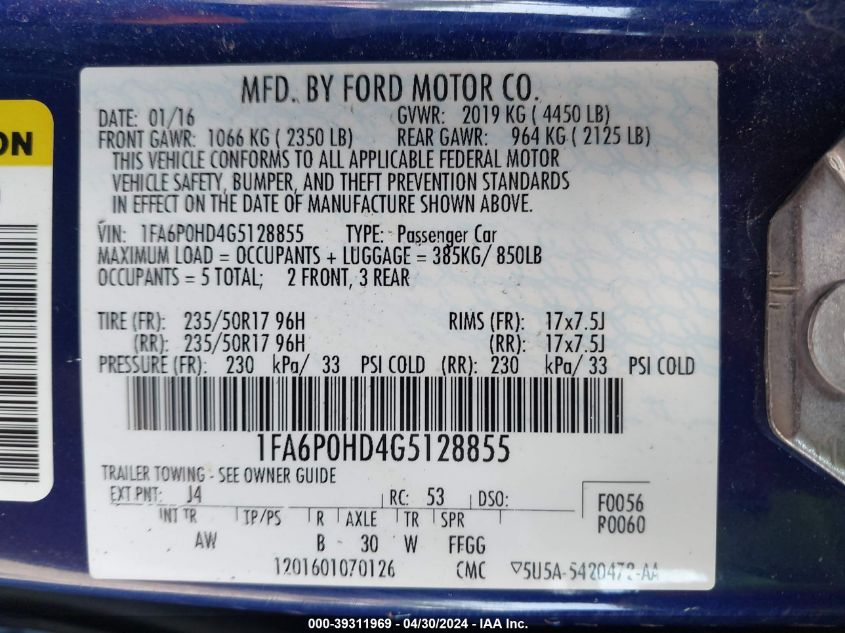 MFD. BY FORD MOTOR CO.
DATE: 01/16 GVWR: 2019 KG ( 4450 LB)
FRONT GAWR: 1066 KG ( 2350 LB) REAR GAWR: 964 KG ( 2125 LB)
THIS VEHICLE CONFORMS TO ALL APPLICABLE FEDERAL MOTOR
VEHICLE SAFETY, BUMPER, AND THEFT PREVENTION STANDARDS
IN EFFECT ON THE DATE OF MANUFACTURE SHOWN ABOVE.
VIN: 1FA6P0HD4G5128855 TYPE: Passenger Car
MAXIMUM LOAD = OCCUPANTS + LUGGAGE = 385KG/ 850LB
OCCUPANTS = 5 TOTAL; 2 FRONT, 3 REAR
TIRE (FR): 235/50R17 96H RIMS (FR): 17x7.5J
(RR): 235/50R17 96H (RR): 17x7.5J
PRESSURE (FR): 230 kPa/ 33 PSI COLD (RR): 230 kPa/ 33 PSI COLD
1FA6P0HD4G5128855
TRAILER TOWING - SEE OWNER GUIDE
EXT PNT: J4 RC: 53 DSO: F0056
INT TR TP/PS R AXLE TR SPR R0060
AW B 30 W FFGG
1201601070126 CMC 5U5A-5420472-AA
ON
000-39311969 - 04/30/2024 - IAA Inc.